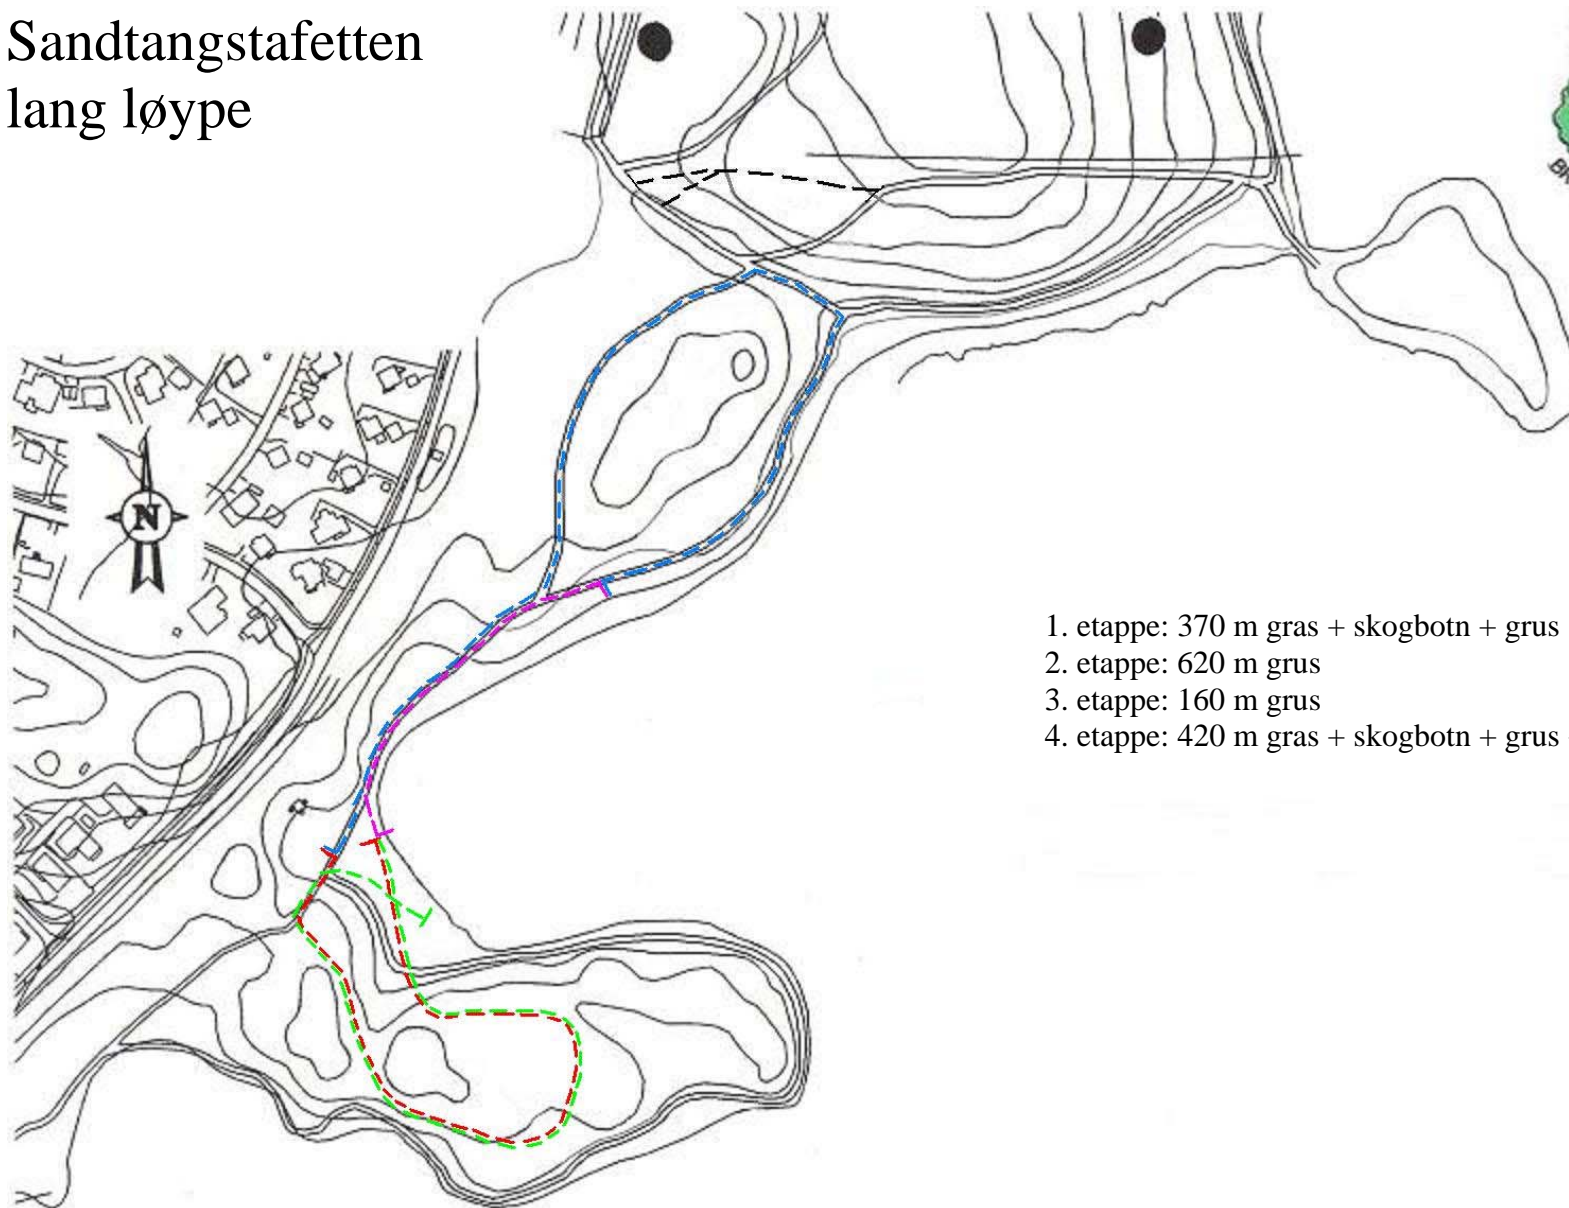 Sandtangstafetten
lang løype
N
1. etappe: 370 m gras + skogbotn + grus
2. etappe: 620 m grus
3. etappe: 160 m grus
4. etappe: 420 m gras + skogbotn + grus